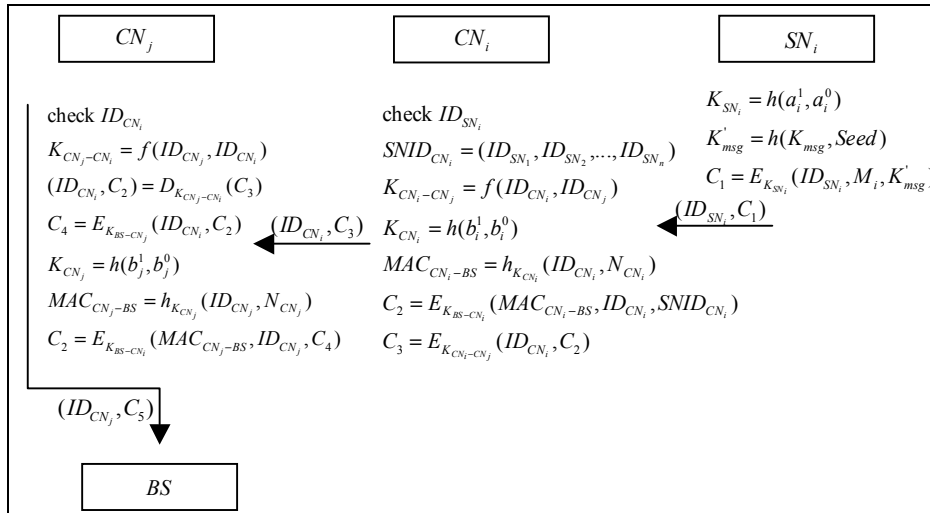 CN_j
check ID_{CN_i}
K_{CN_j-CN_i} = f(ID_{CN_j}, ID_{CN_i})
(ID_{CN_i}, C_2) = D_{K_{CN_j-CN_i}}(C_3)
C_4 = E_{K_{BS-CN_j}}(ID_{CN_i}, C_2)
K_{CN_j} = h(b_j^1, b_j^0)
MAC_{CN_j-BS} = h_{K_{CN_j}}(ID_{CN_j}, N_{CN_j})
C_2 = E_{K_{BS-CN_i}}(MAC_{CN_j-BS}, ID_{CN_j}, C_4)
(ID_{CN_i}, C_3)
CN_i
check ID_{SN_i}
SNID_{CN_i} = (ID_{SN_1}, ID_{SN_2},..., ID_{SN_n})
K_{CN_i-CN_j} = f(ID_{CN_i}, ID_{CN_j})
K_{CN_i} = h(b_i^1, b_i^0)
MAC_{CN_i-BS} = h_{K_{CN_i}}(ID_{CN_i}, N_{CN_i})
C_2 = E_{K_{BS-CN_i}}(MAC_{CN_i-BS}, ID_{CN_i}, SNID_{CN_i})
C_3 = E_{K_{CN_i-CN_j}}(ID_{CN_i}, C_2)
SN_i
K_{SN_i} = h(a_i^1, a_i^0)
K'_{msg} = h(K_{msg}, Seed)
C_1 = E_{K_{SN_i}}(ID_{SN_i}, M_i, K'_{msg})
(ID_{SN_i}, C_1)
(ID_{CN_j}, C_5)
BS